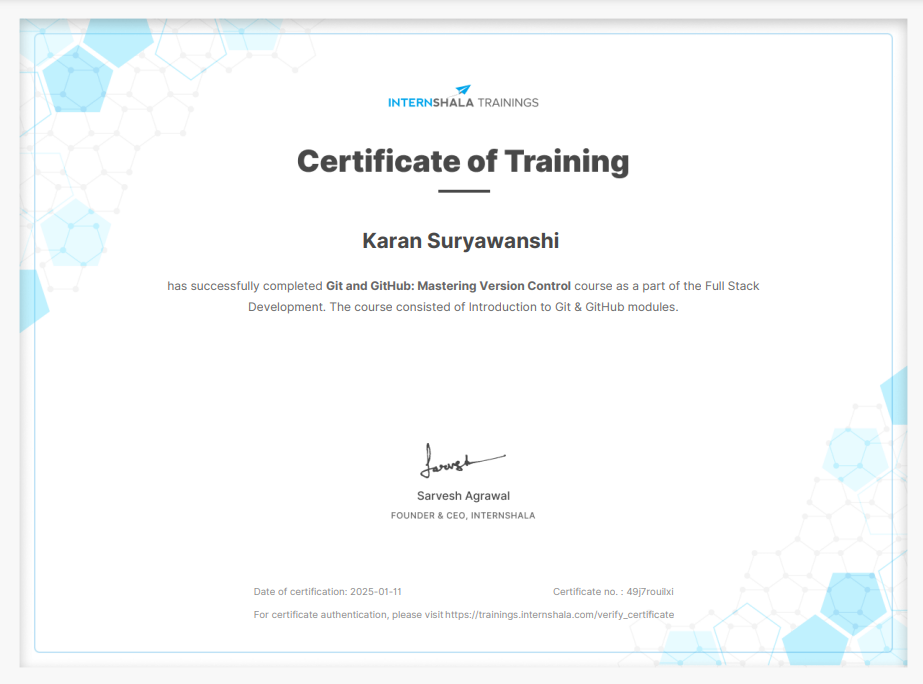 INTERNSHALA TRAININGS
Certificate of Training
Karan Suryawanshi
has successfully completed Git and GitHub: Mastering Version Control course as a part of the Full Stack
Development. The course consisted of Introduction to Git & GitHub modules.
Sarvesh
Sarvesh Agrawal
FOUNDER & CEO, INTERNSHALA
Date of certification: 2025-01-11
Certificate no. : 49j7rouilxi
For certificate authentication, please visit https://trainings.internshala.com/verify_certificate